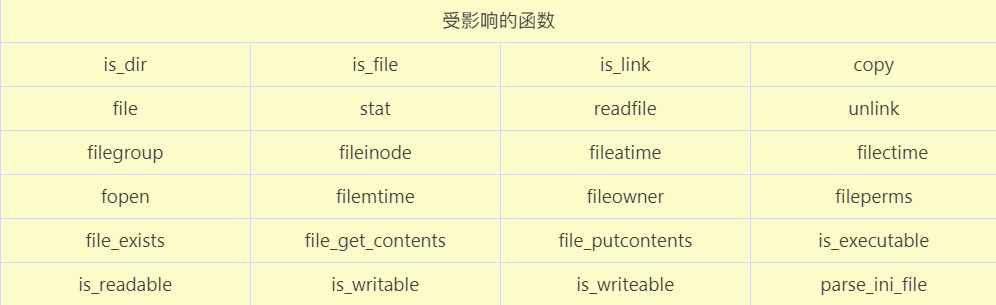 受影响的函数
is_dir is_file is_link copy
file stat readfile unlink
filegroup fileinode fileatime filectime
fopen filemtime fileowner fileperms
file_exists file_get_contents file_putcontents is_executable
is_readable is_writable is_writeable parse_ini_file